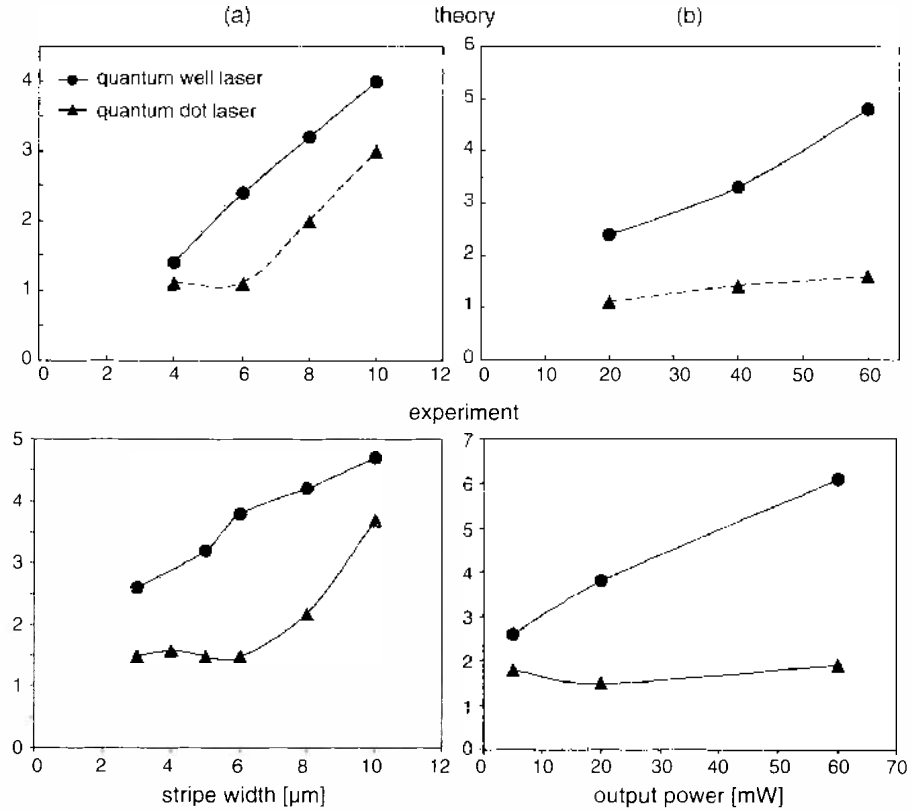 (a) theory (b)
4
3
2
1
0
quantum well laser
quantum dot laser
0 2 4 6 8 10 12
6
5
4
3
2
1
0
0 10 20 30 40 50 60
experiment
5
4
3
2
1
0
0 2 4 6 8 10 12
stripe width [µm]
7
6
5
4
3
2
1
0
0 10 20 30 40 50 60 70
output power [mW]